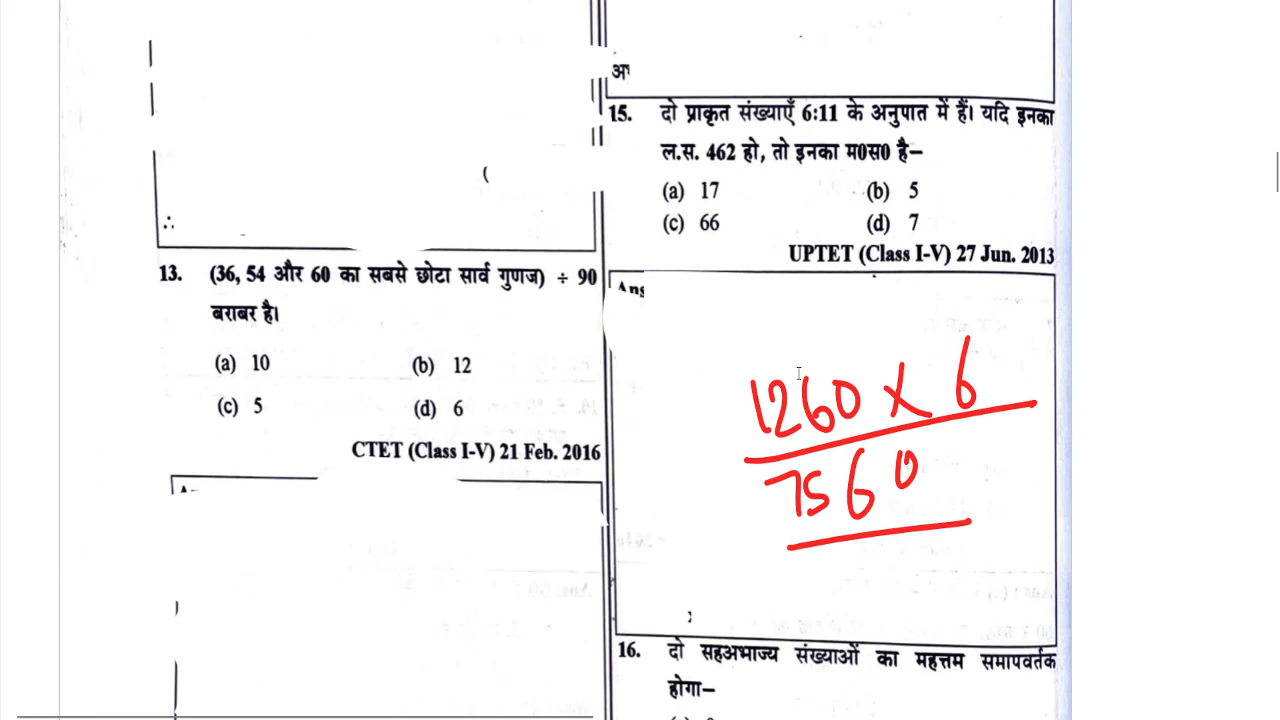 (
∴
13. (36, 54 और 60 का सबसे छोटा सार्व गुणज) ÷ 90
बराबर है।
(a) 10 (b) 12
(c) 5 (d) 6
CTET (Class I-V) 21 Feb. 2016
15. दो प्राकृत संख्याएँ 6:11 के अनुपात में हैं। यदि इनका
ल.स. 462 हो, तो इनका म0स0 है–
(a) 17 (b) 5
(c) 66 (d) 7
UPTET (Class I-V) 27 Jun. 2013
Ans
1260 × 6
7560
16. दो सहअभाज्य संख्याओं का महत्तम समापवर्तक
होगा–